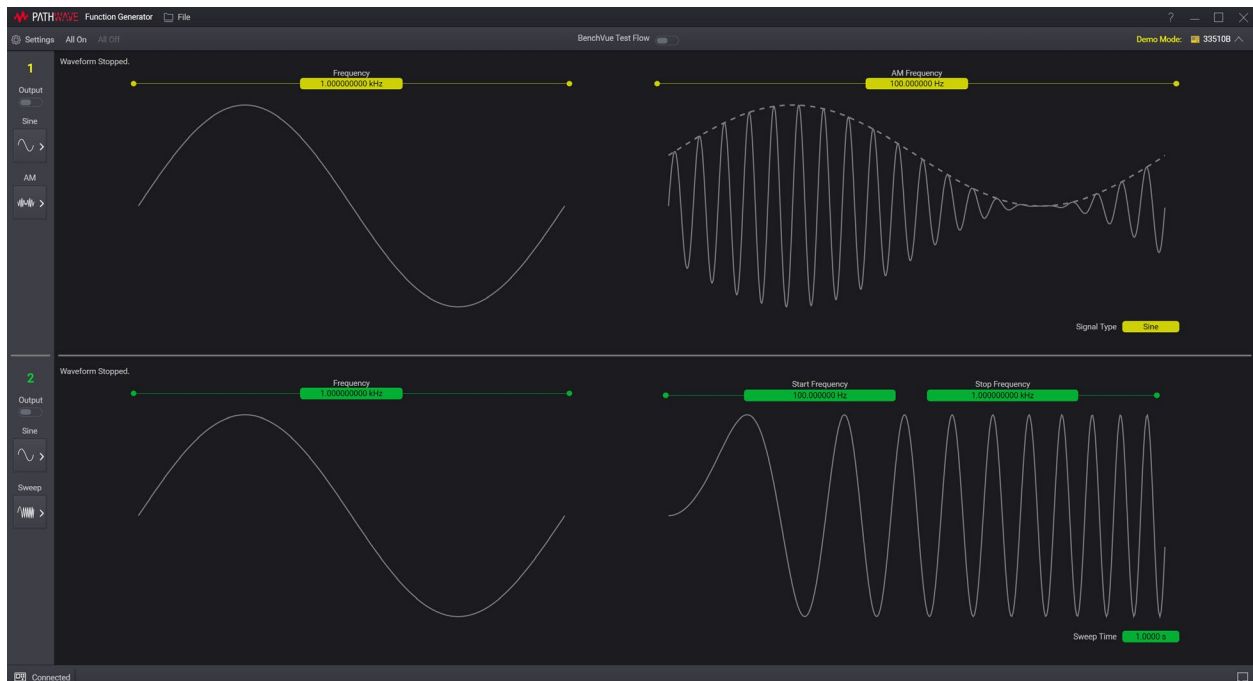 PATHWAVE Function Generator File ?
Settings All On All Off BenchVue Test Flow Demo Mode: 33510B
1
Waveform Stopped.
Output
Sine
AM
Frequency
1.000000000 kHz
AM Frequency
100.000000 Hz
Signal Type Sine
2
Waveform Stopped.
Output
Sine
Sweep
Frequency
1.000000000 kHz
Start Frequency
100.000000 Hz
Stop Frequency
1.000000000 kHz
Sweep Time 1.0000 s
Connected